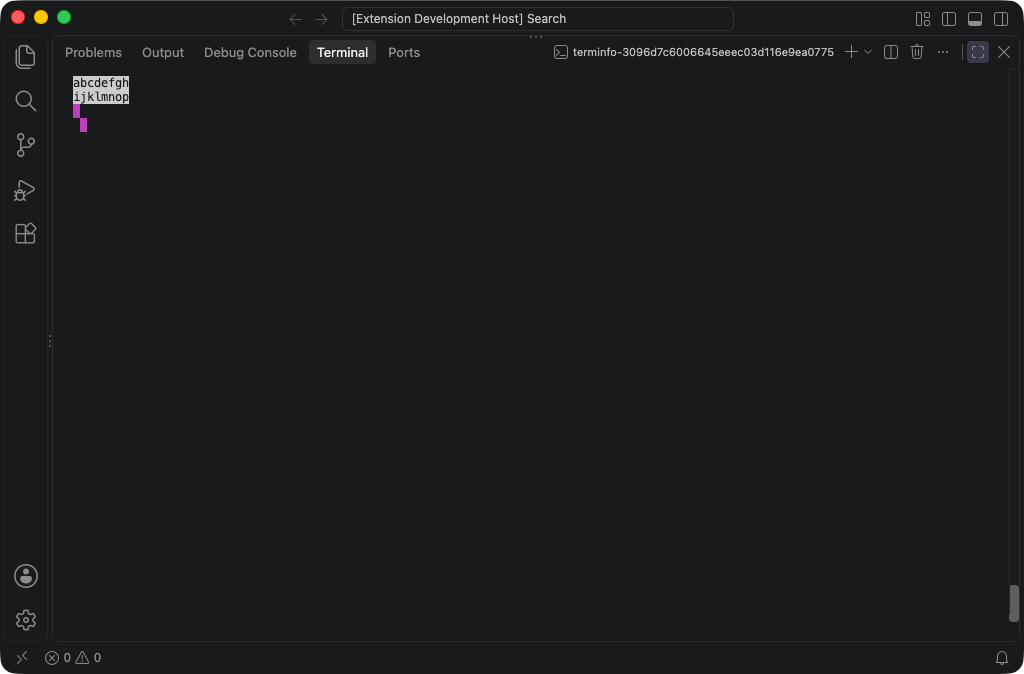 [Extension Development Host] Search
Problems Output Debug Console Terminal Ports terminfo-3096d7c6006645eeec03d116e9ea0775
abcdefgh
ijklmnop
0 0